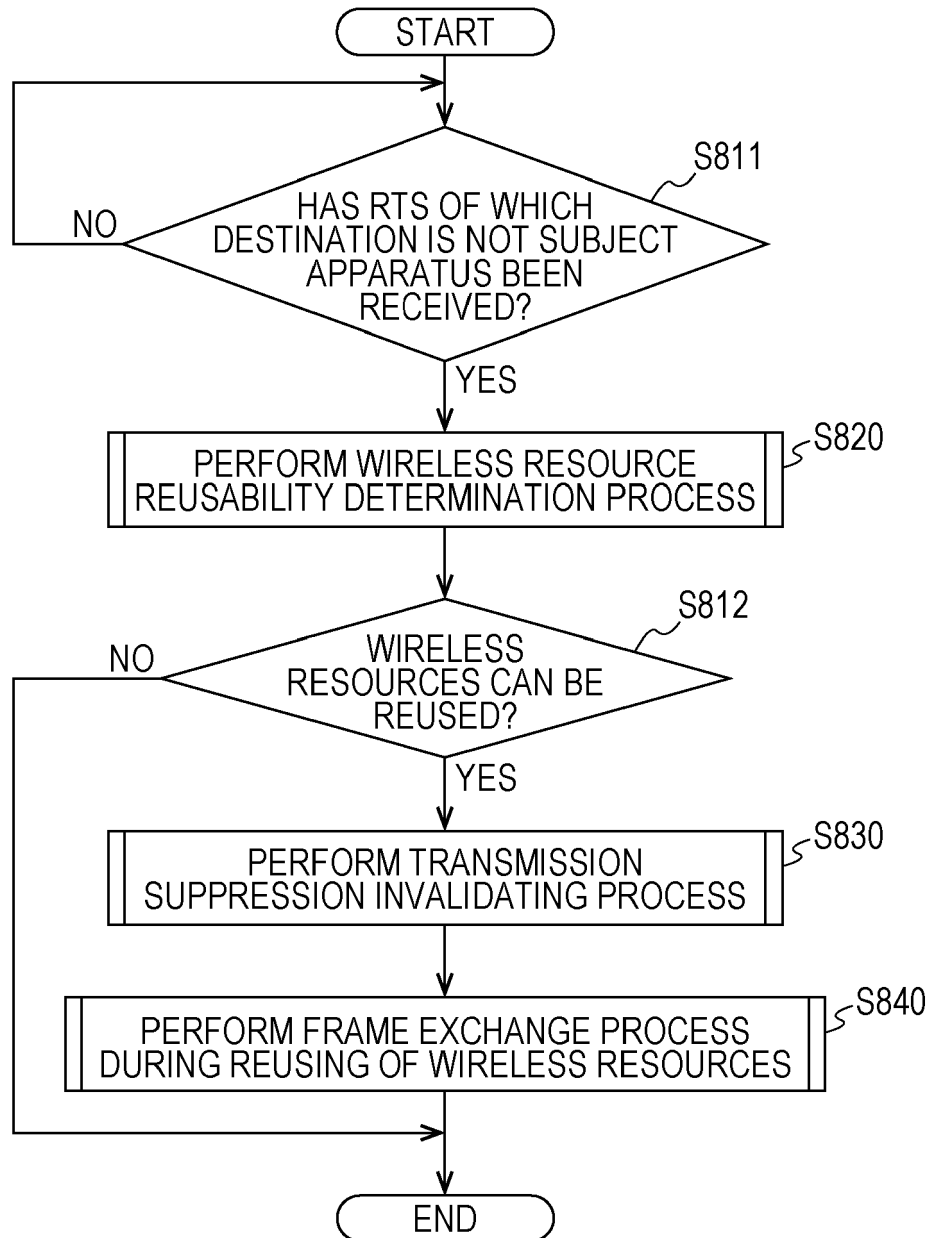 START
S811
HAS RTS OF WHICH
DESTINATION IS NOT SUBJECT
APPARATUS BEEN
RECEIVED?
NO
YES
S820
PERFORM WIRELESS RESOURCE
REUSABILITY DETERMINATION PROCESS
S812
NO
WIRELESS
RESOURCES CAN BE
REUSED?
YES
S830
PERFORM TRANSMISSION
SUPPRESSION INVALIDATING PROCESS
S840
PERFORM FRAME EXCHANGE PROCESS
DURING REUSING OF WIRELESS RESOURCES
END